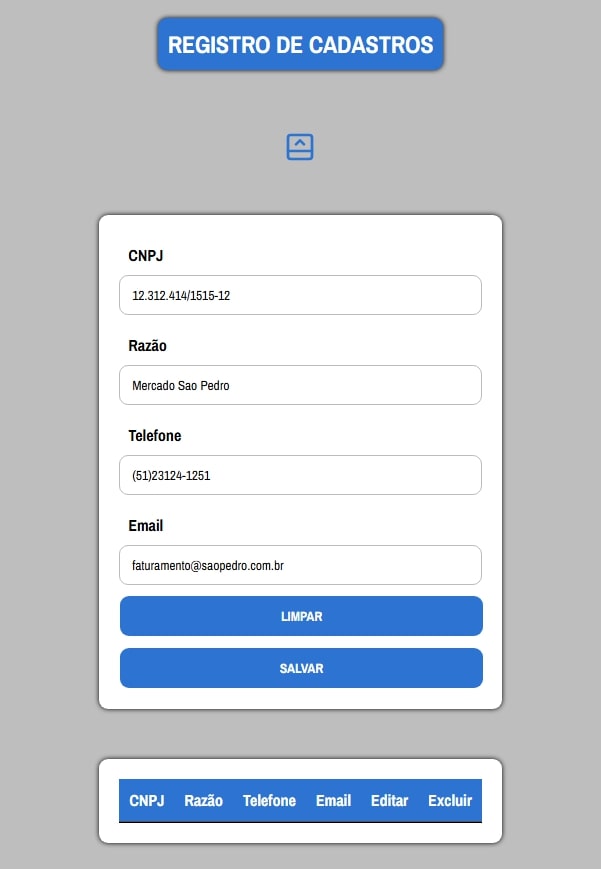 REGISTRO DE CADASTROS
CNPJ
12.312.414/1515-12
Razão
Mercado Sao Pedro
Telefone
(51)23124-1251
Email
faturamento@saopedro.com.br
LIMPAR
SALVAR
CNPJ Razão Telefone Email Editar Excluir